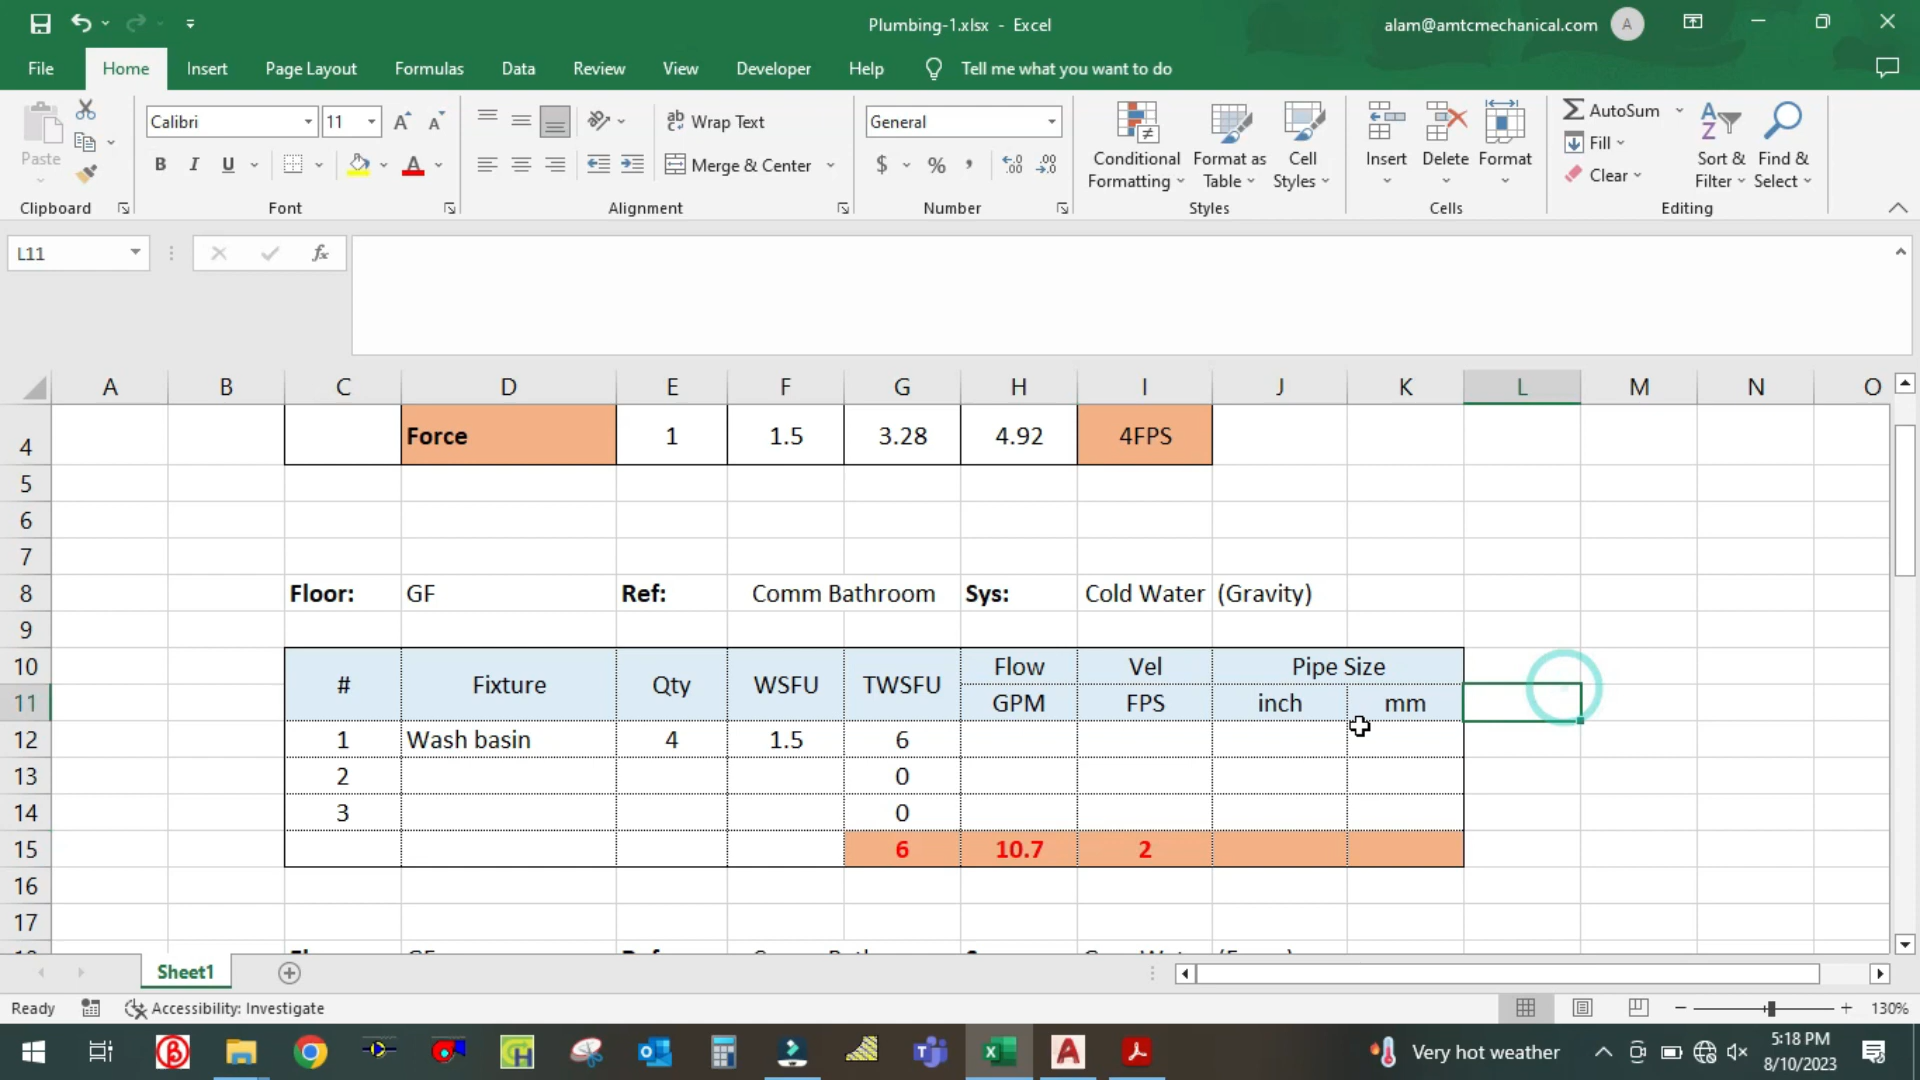 Plumbing-1.xlsx - Excel
alam@amtcmechanical.com A
File Home Insert Page Layout Formulas Data Review View Developer Help Tell me what you want to do
Paste
Clipboard
Calibri 11
B I U
Font
Wrap Text
Merge & Center
Alignment
General
$ % ,
Number
Conditional Formatting
Format as Table
Cell Styles
Styles
Insert
Delete
Format
Cells
AutoSum
Fill
Clear
Sort & Filter
Find & Select
Editing
L11 fx
A B C D E F G H I J K L M N O
4 Force 1 1.5 3.28 4.92 4FPS
5
6
7
8 Floor: GF Ref: Comm Bathroom Sys: Cold Water (Gravity)
9
10 # Fixture Qty WSFU TWSFU Flow Vel Pipe Size
11 GPM FPS inch mm
12 1 Wash basin 4 1.5 6
13 2 0
14 3 0
15 6 10.7 2
16
17
Sheet1
Ready Accessibility: Investigate 130%
Very hot weather
5:18 PM
8/10/2023